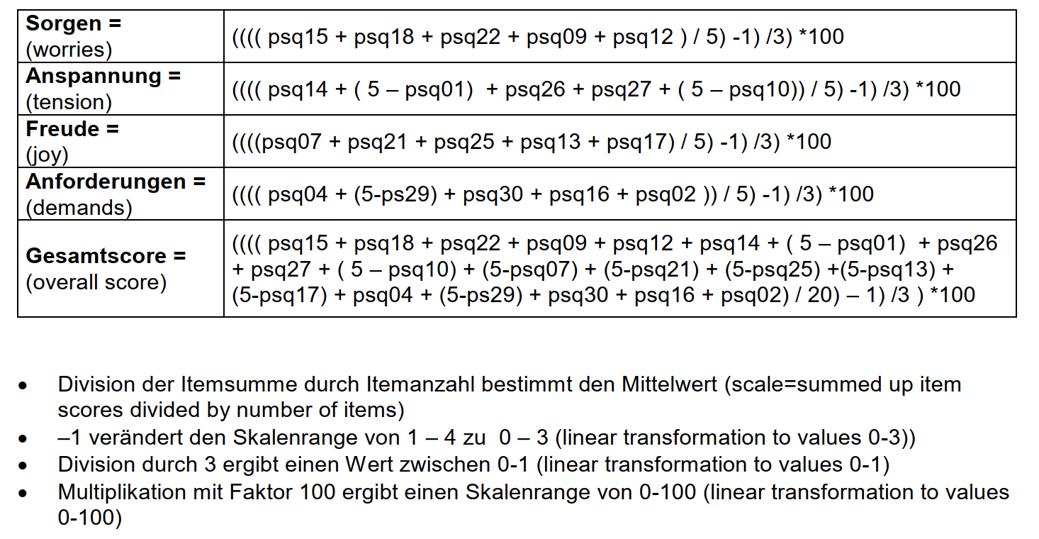 Sorgen =
(worries)
(((( psq15 + psq18 + psq22 + psq09 + psq12 ) / 5) -1) /3) *100
Anspannung =
(tension)
(((( psq14 + ( 5 – psq01)  + psq26 + psq27 + ( 5 – psq10)) / 5) -1) /3) *100
Freude =
(joy)
((((psq07 + psq21 + psq25 + psq13 + psq17) / 5) -1) /3) *100
Anforderungen =
(demands)
(((( psq04 + (5-ps29) + psq30 + psq16 + psq02 )) / 5) -1) /3) *100
Gesamtscore =
(overall score)
(((( psq15 + psq18 + psq22 + psq09 + psq12 + psq14 + ( 5 – psq01)  + psq26
+ psq27 + ( 5 – psq10) + (5-psq07) + (5-psq21) + (5-psq25) +(5-psq13) +
(5-psq17) + psq04 + (5-ps29) + psq30 + psq16 + psq02) / 20) – 1) /3 ) *100
• Division der Itemsumme durch Itemanzahl bestimmt den Mittelwert (scale=summed up item
scores divided by number of items)
• –1 verändert den Skalenrange von 1 – 4 zu  0 – 3 (linear transformation to values 0-3))
• Division durch 3 ergibt einen Wert zwischen 0-1 (linear transformation to values 0-1)
• Multiplikation mit Faktor 100 ergibt einen Skalenrange von 0-100 (linear transformation to values
0-100)